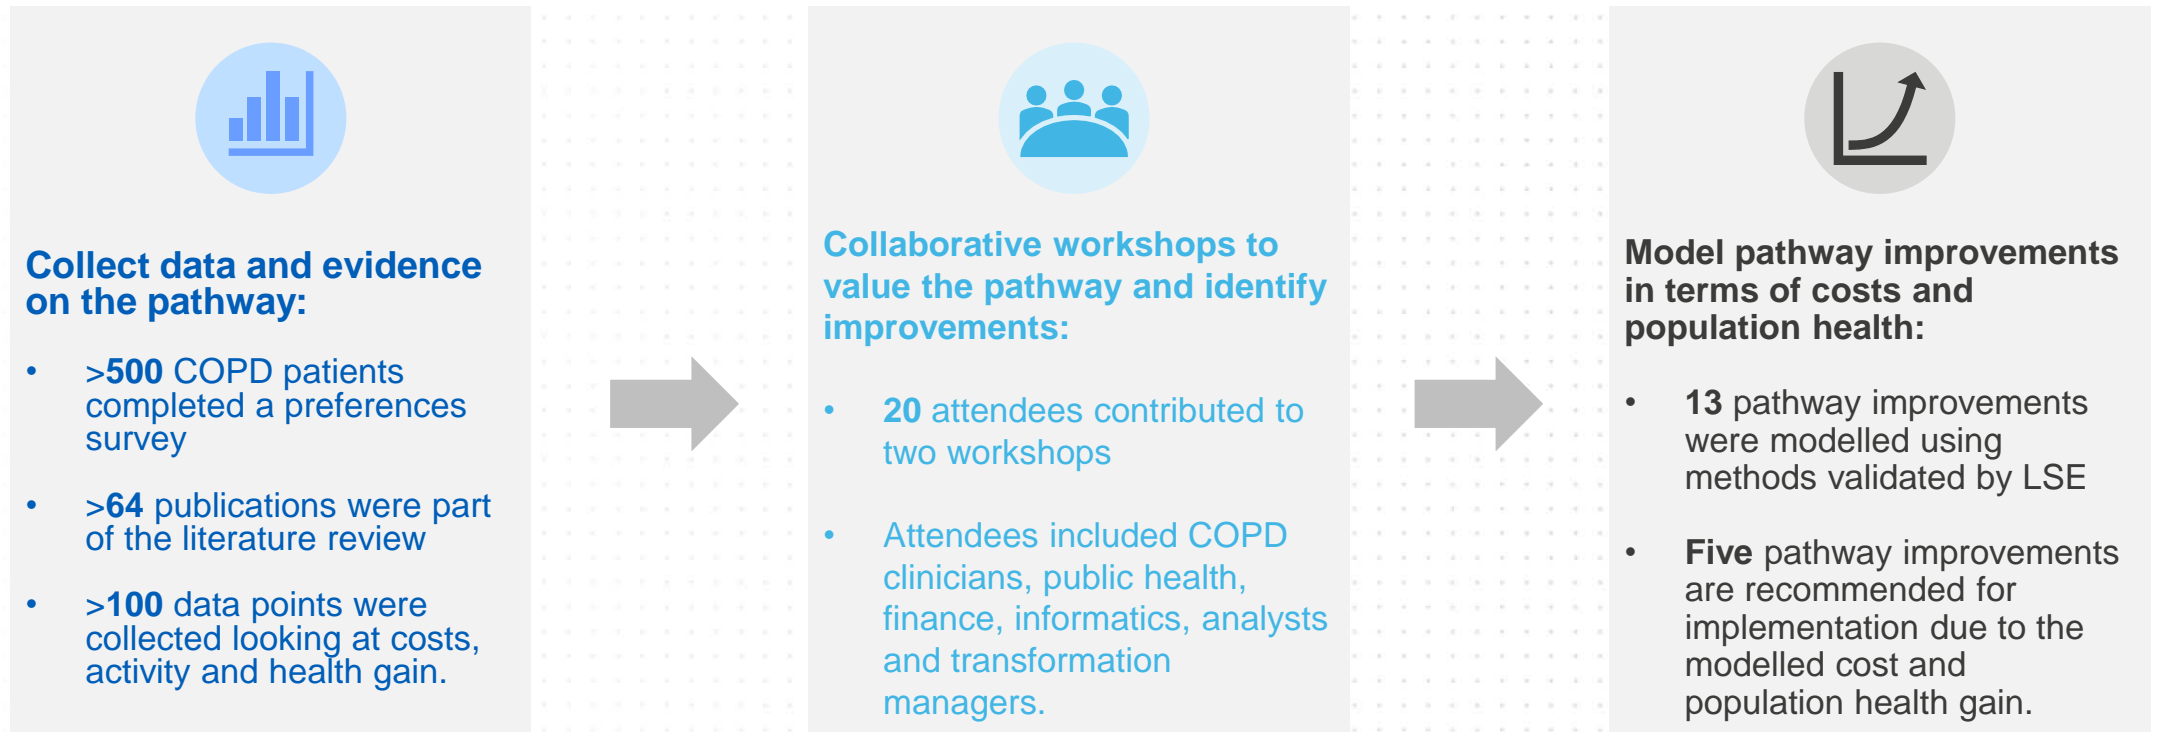 Collect data and evidence
on the pathway:
• >500 COPD patients
completed a preferences
survey
• >64 publications were part
of the literature review
• >100 data points were
collected looking at costs,
activity and health gain.
Collaborative workshops to
value the pathway and identify
improvements:
• 20 attendees contributed to
two workshops
• Attendees included COPD
clinicians, public health,
finance, informatics, analysts
and transformation
managers.
Model pathway improvements
in terms of costs and
population health:
• 13 pathway improvements
were modelled using
methods validated by LSE
• Five pathway improvements
are recommended for
implementation due to the
modelled cost and
population health gain.